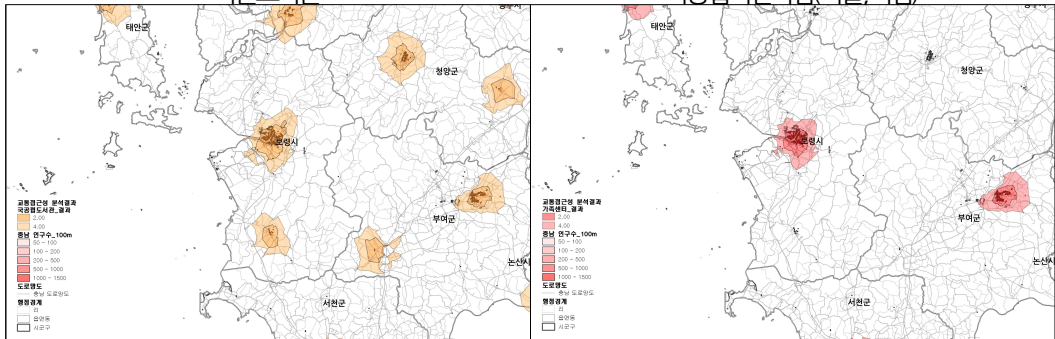 태안군
청양군
보령시
부여군
논산시
서천군
교통접근성 분석결과
국공립도서관_결과
2.00
4.00
충남 인구수_100m
50 - 100
100 - 200
200 - 500
500 - 1000
1000 - 1500
도로망도
충남 도로망도
행정경계
리
읍면동
시군구
태안군
청양군
보령시
부여군
논산시
서천군
교통접근성 분석결과
가족센터_결과
2.00
4.00
충남 인구수_100m
50 - 100
100 - 200
200 - 500
500 - 1000
1000 - 1500
도로망도
충남 도로망도
행정경계
리
읍면동
시군구